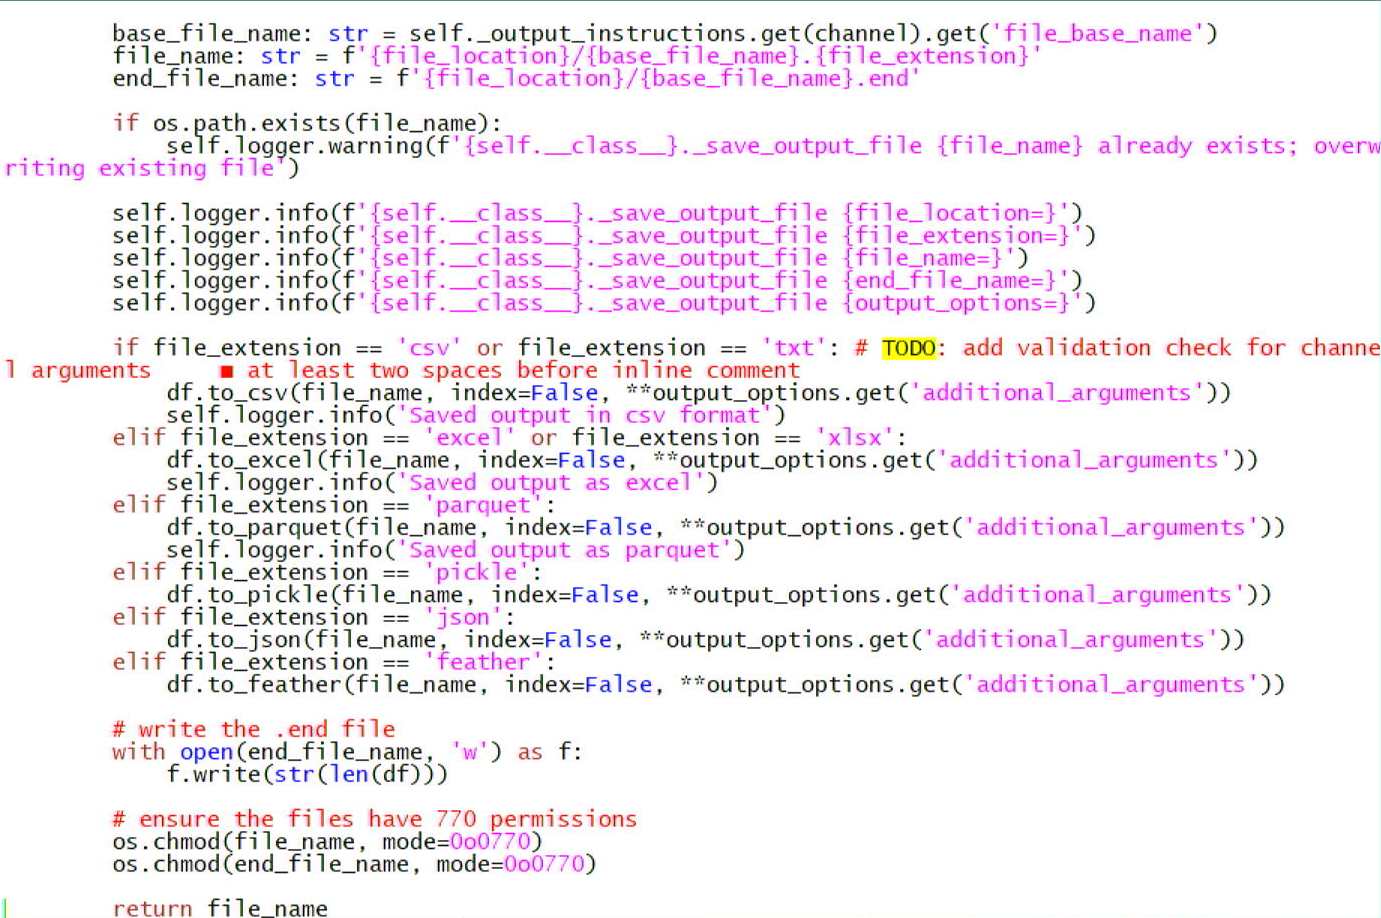 base_file_name: str = self._output_instructions.get(channel).get('file_base_name')
file_name: str = f'{file_location}/{base_file_name}.{file_extension}'
end_file_name: str = f'{file_location}/{base_file_name}.end'
if os.path.exists(file_name):
self.logger.warning(f'{self.__class__}._save_output_file {file_name} already exists; overw
riting existing file')
self.logger.info(f'{self.__class__}._save_output_file {file_location=}')
self.logger.info(f'{self.__class__}._save_output_file {file_extension=}')
self.logger.info(f'{self.__class__}._save_output_file {file_name=}')
self.logger.info(f'{self.__class__}._save_output_file {end_file_name=}')
self.logger.info(f'{self.__class__}._save_output_file {output_options=}')
if file_extension == 'csv' or file_extension == 'txt': # TODO: add validation check for channe
l arguments ■ at least two spaces before inline comment
df.to_csv(file_name, index=False, **output_options.get('additional_arguments'))
self.logger.info('Saved output in csv format')
elif file_extension == 'excel' or file_extension == 'xlsx':
df.to_excel(file_name, index=False, **output_options.get('additional_arguments'))
self.logger.info('Saved output as excel')
elif file_extension == 'parquet':
df.to_parquet(file_name, index=False, **output_options.get('additional_arguments'))
self.logger.info('Saved output as parquet')
elif file_extension == 'pickle':
df.to_pickle(file_name, index=False, **output_options.get('additional_arguments'))
elif file_extension == 'json':
df.to_json(file_name, index=False, **output_options.get('additional_arguments'))
elif file_extension == 'feather':
df.to_feather(file_name, index=False, **output_options.get('additional_arguments'))
# write the .end file
with open(end_file_name, 'w') as f:
f.write(str(len(df)))
# ensure the files have 770 permissions
os.chmod(file_name, mode=0o0770)
os.chmod(end_file_name, mode=0o0770)
return file_name